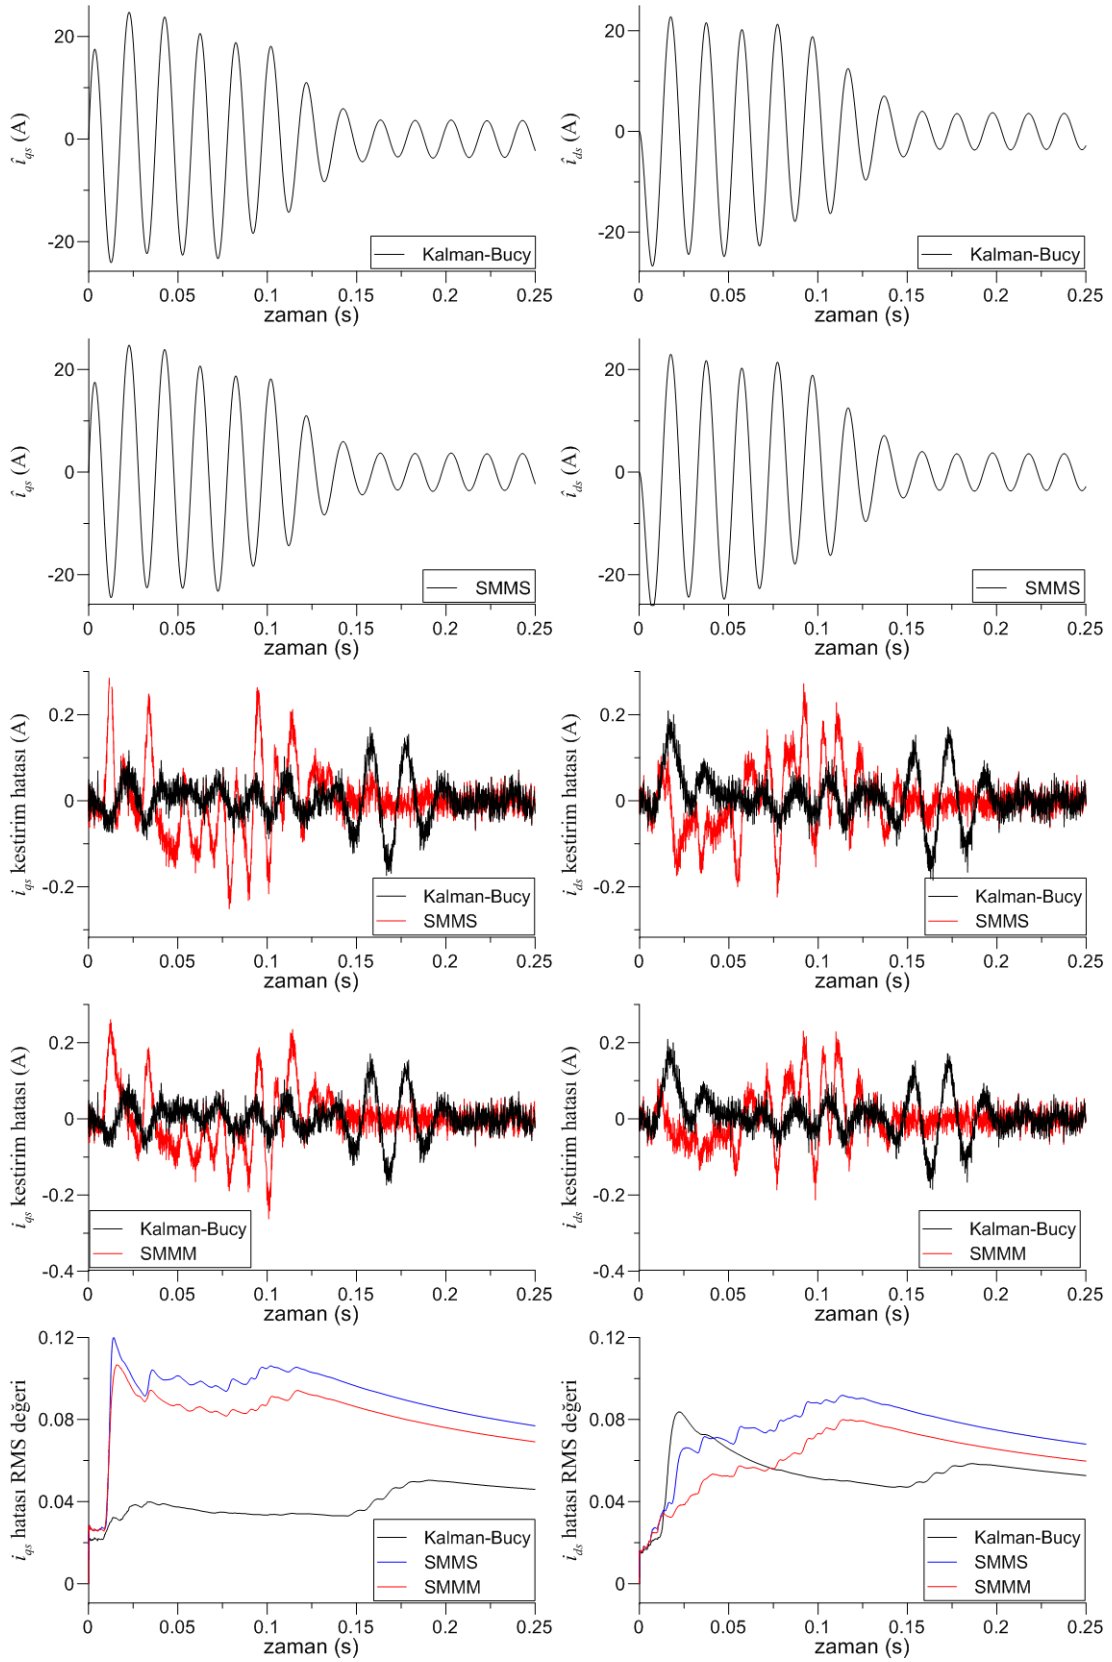 20
0
-20
î_qs (A)
Kalman-Bucy
0 0.05 0.1 0.15 0.2 0.25
zaman (s)
20
0
-20
î_ds (A)
Kalman-Bucy
0 0.05 0.1 0.15 0.2 0.25
zaman (s)
20
0
-20
î_qs (A)
SMMS
0 0.05 0.1 0.15 0.2 0.25
zaman (s)
20
0
-20
î_ds (A)
SMMS
0 0.05 0.1 0.15 0.2 0.25
zaman (s)
0.2
0
-0.2
i_qs kestirim hatası (A)
Kalman-Bucy
SMMS
0 0.05 0.1 0.15 0.2 0.25
zaman (s)
0.2
0
-0.2
i_ds kestirim hatası (A)
Kalman-Bucy
SMMS
0 0.05 0.1 0.15 0.2 0.25
zaman (s)
0.2
0
-0.2
-0.4
i_qs kestirim hatası (A)
Kalman-Bucy
SMMM
0 0.05 0.1 0.15 0.2 0.25
zaman (s)
0.2
0
-0.2
-0.4
i_ds kestirim hatası (A)
Kalman-Bucy
SMMM
0 0.05 0.1 0.15 0.2 0.25
zaman (s)
0.12
0.08
0.04
0
i_qs hatası RMS değeri
Kalman-Bucy
SMMS
SMMM
0 0.05 0.1 0.15 0.2 0.25
zaman (s)
0.12
0.08
0.04
0
i_ds hatası RMS değeri
Kalman-Bucy
SMMS
SMMM
0 0.05 0.1 0.15 0.2 0.25
zaman (s)